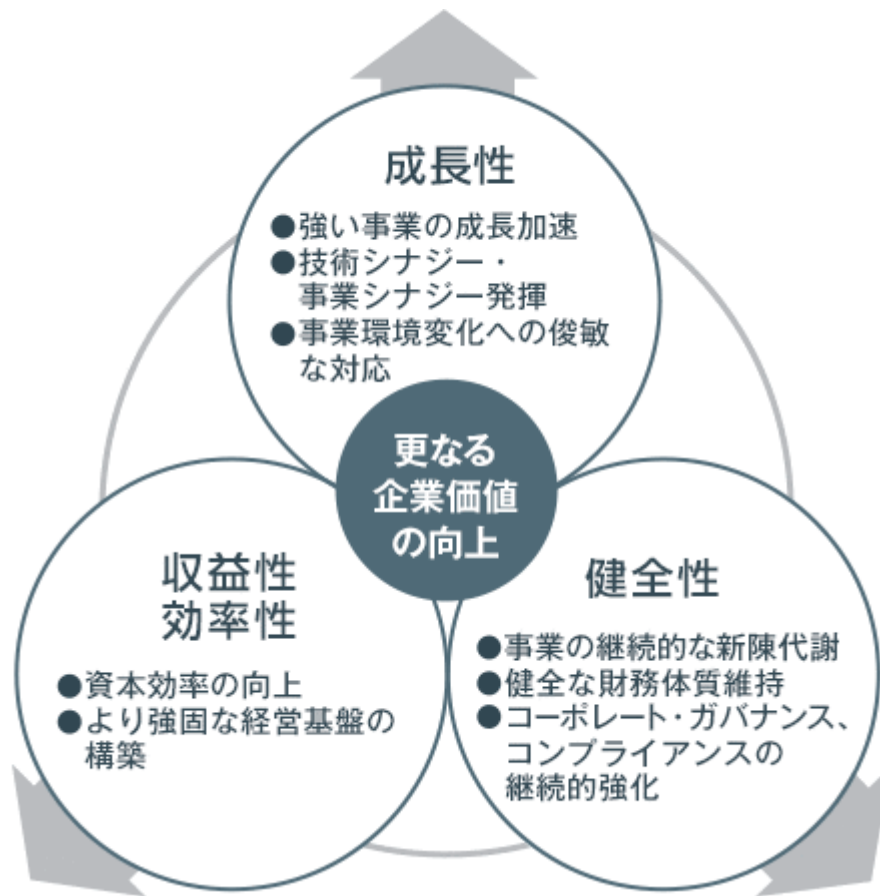 成長性
●強い事業の成長加速
●技術シナジー・
事業シナジー発揮
●事業環境変化への俊敏
な対応
更なる
企業価値
の向上
収益性
効率性
●資本効率の向上
●より強固な経営基盤の
構築
健全性
●事業の継続的な新陳代謝
●健全な財務体質維持
●コーポレート・ガバナンス、
コンプライアンスの
継続的強化